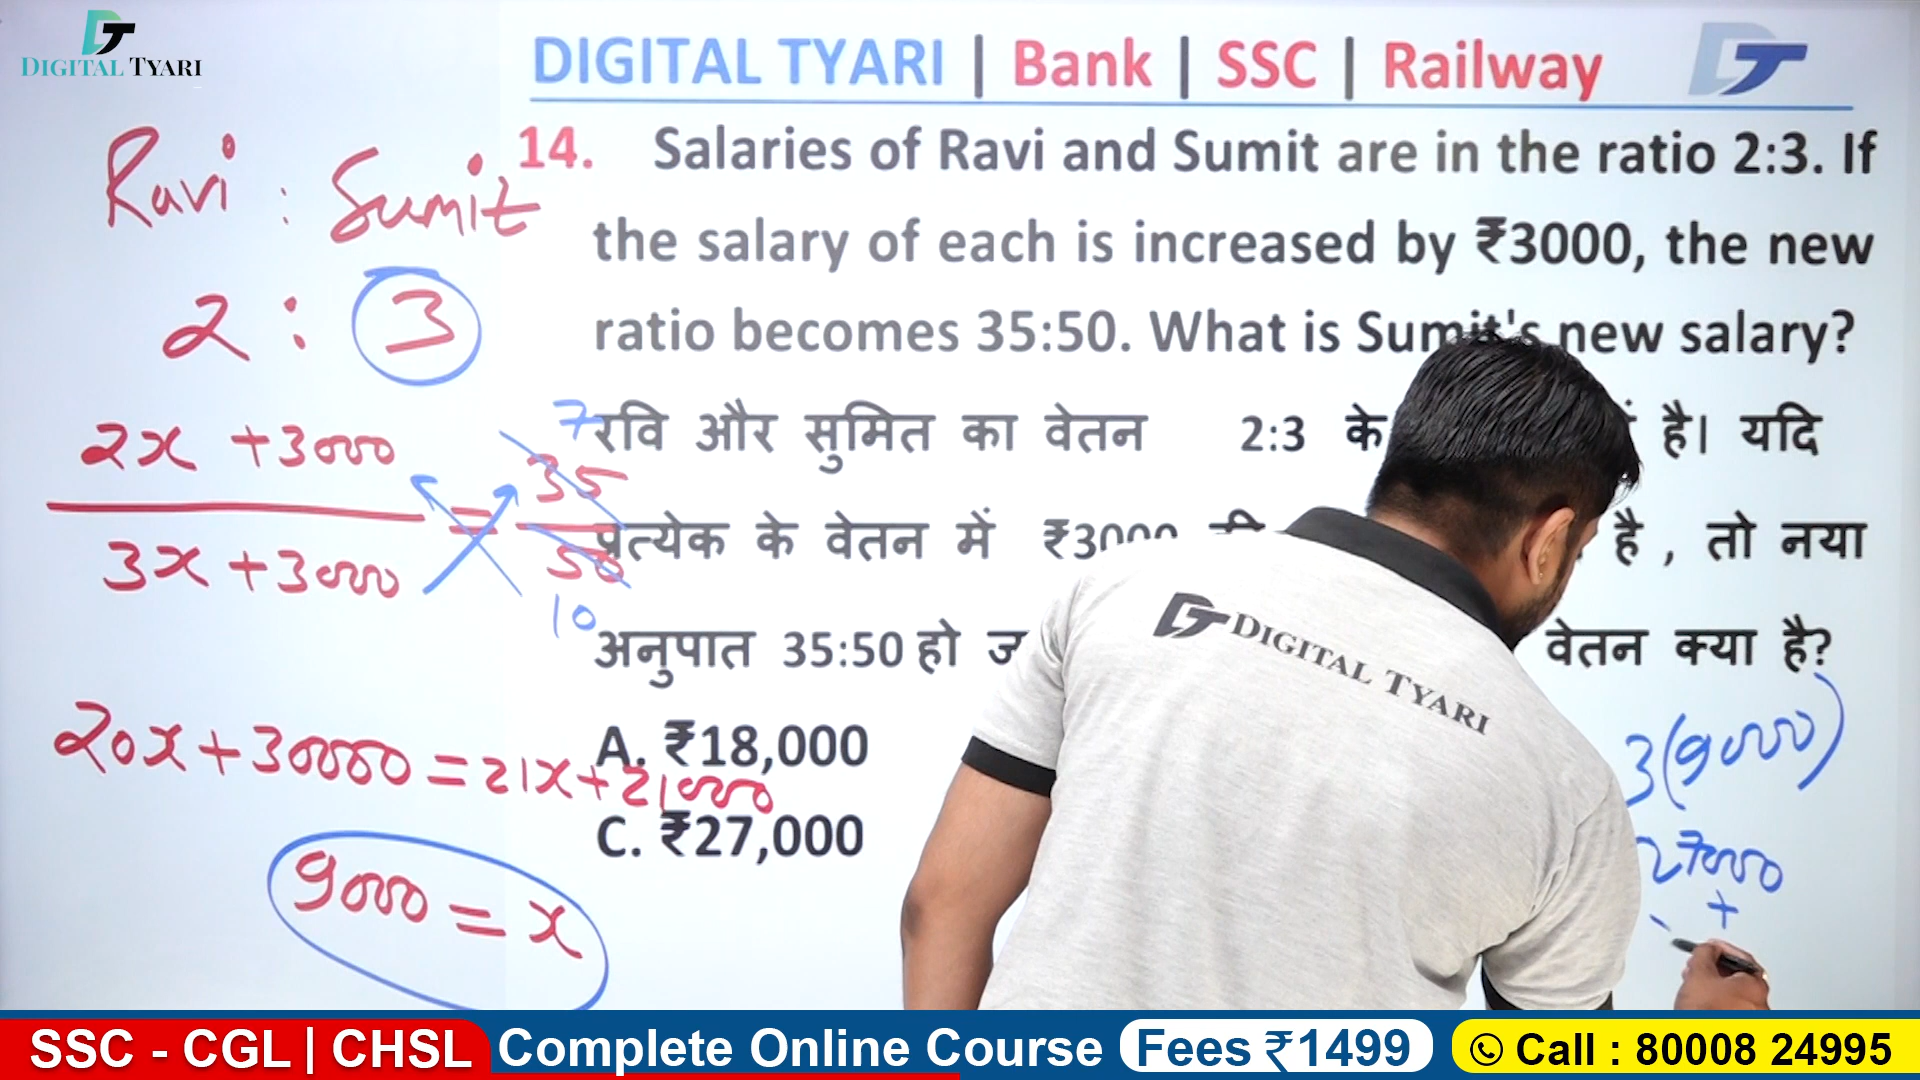 DIGITAL TYARI
DIGITAL TYARI | Bank | SSC | Railway
14. Salaries of Ravi and Sumit are in the ratio 2:3. If
the salary of each is increased by ₹3000, the new
ratio becomes 35:50. What is Sumit's new salary?
रवि और सुमित का वेतन 2:3 के है। यदि
प्रत्येक के वेतन में ₹3000 की है , तो नया
अनुपात 35:50 हो वेतन क्या है?
A. ₹18,000
C. ₹27,000
Ravi : Sumit
2 : 3
2x +3000
3x +3000
=
7
35
50
10
20x+30000=21x+21000
9000 = x
3(9000)
27000
+
DIGITAL TYARI
SSC - CGL | CHSL Complete Online Course Fees ₹1499 Call : 80008 24995